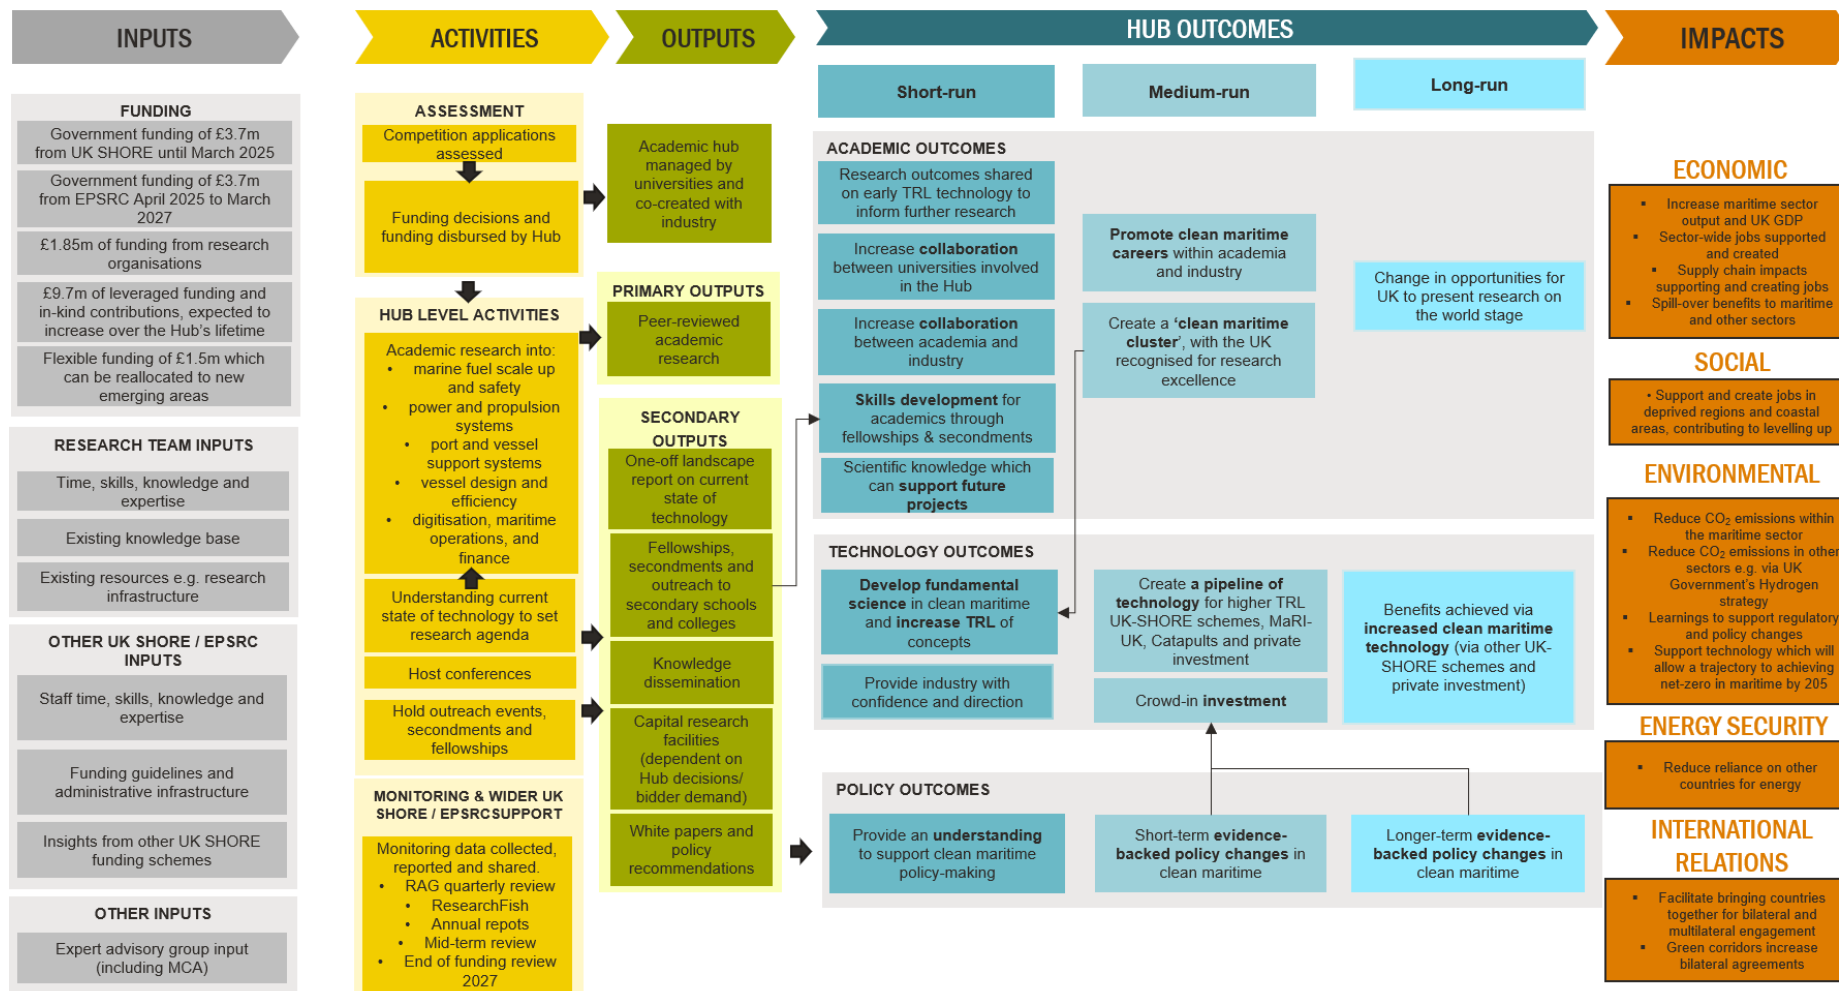 INPUTS
ACTIVITIES
OUTPUTS
HUB OUTCOMES
IMPACTS
Short-run
Medium-run
Long-run
FUNDING
Government funding of £3.7m
from UK SHORE until March 2025
Government funding of £3.7m
from EPSRC April 2025 to March
2027
£1.85m of funding from research
organisations
£9.7m of leveraged funding and
in-kind contributions, expected to
increase over the Hub's lifetime
Flexible funding of £1.5m which
can be reallocated to new
emerging areas
RESEARCH TEAM INPUTS
Time, skills, knowledge and
expertise
Existing knowledge base
Existing resources e.g. research
infrastructure
OTHER UK SHORE / EPSRC
INPUTS
Staff time, skills, knowledge and
expertise
Funding guidelines and
administrative infrastructure
Insights from other UK SHORE
funding schemes
OTHER INPUTS
Expert advisory group input
(including MCA)
ASSESSMENT
Competition applications
assessed
Funding decisions and
funding disbursed by Hub
HUB LEVEL ACTIVITIES
Academic research into:
• marine fuel scale up
and safety
• power and propulsion
systems
• port and vessel
support systems
• vessel design and
efficiency
• digitisation, maritime
operations, and
finance
Understanding current
state of technology to set
research agenda
Host conferences
Hold outreach events,
secondments and
fellowships
MONITORING & WIDER UK
SHORE / EPSRCSUPPORT
Monitoring data collected,
reported and shared.
• RAG quarterly review
• ResearchFish
• Annual repots
• Mid-term review
• End of funding review
2027
Academic hub
managed by
universities and
co-created with
industry
PRIMARY OUTPUTS
Peer-reviewed
academic
research
SECONDARY
OUTPUTS
One-off landscape
report on current
state of
technology
Fellowships,
secondments and
outreach to
secondary schools
and colleges
Knowledge
dissemination
Capital research
facilities
(dependent on
Hub decisions/
bidder demand)
White papers and
policy
recommendations
ACADEMIC OUTCOMES
Research outcomes shared
on early TRL technology to
inform further research
Increase collaboration
between universities involved
in the Hub
Increase collaboration
between academia and
industry
Skills development for
academics through
fellowships & secondments
Scientific knowledge which
can support future
projects
Promote clean maritime
careers within academia
and industry
Create a ‘clean maritime
cluster’, with the UK
recognised for research
excellence
Change in opportunities for
UK to present research on
the world stage
TECHNOLOGY OUTCOMES
Develop fundamental
science in clean maritime
and increase TRL of
concepts
Provide industry with
confidence and direction
Create a pipeline of
technology for higher TRL
UK-SHORE schemes, MaRI-
UK, Catapults and private
investment
Crowd-in investment
Benefits achieved via
increased clean maritime
technology (via other UK-
SHORE schemes and
private investment)
POLICY OUTCOMES
Provide an understanding
to support clean maritime
policy-making
Short-term evidence-
backed policy changes in
clean maritime
Longer-term evidence-
backed policy changes in
clean maritime
ECONOMIC
▪ Increase maritime sector
output and UK GDP
▪ Sector-wide jobs supported
and created
▪ Supply chain impacts
supporting and creating jobs
▪ Spill-over benefits to maritime
and other sectors
SOCIAL
• Support and create jobs in
deprived regions and coastal
areas, contributing to levelling up
ENVIRONMENTAL
▪ Reduce CO₂ emissions within
the maritime sector
▪ Reduce CO₂ emissions in other
sectors e.g. via UK
Government's Hydrogen
strategy
▪ Learnings to support regulatory
and policy changes
▪ Support technology which will
allow a trajectory to achieving
net-zero in maritime by 205
ENERGY SECURITY
▪ Reduce reliance on other
countries for energy
INTERNATIONAL
RELATIONS
▪ Facilitate bringing countries
together for bilateral and
multilateral engagement
▪ Green corridors increase
bilateral agreements